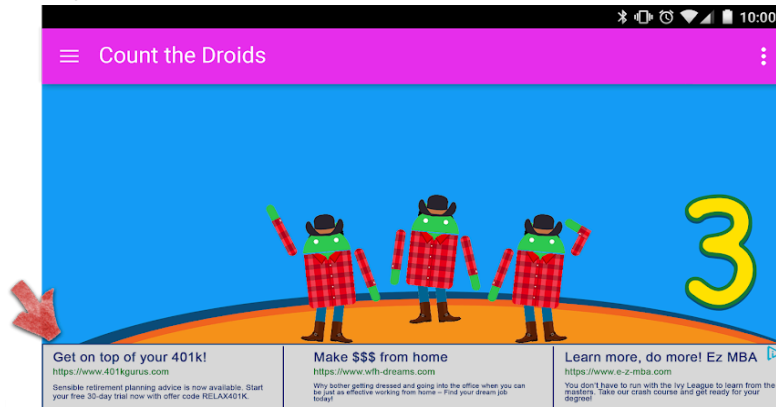 10:00
Count the Droids
3
Get on top of your 401k!
https://www.401kgurus.com
Sensible retirement planning advice is now available. Start
your free 30-day trial now with offer code RELAX401K.
Make $$$ from home
https://www.wfh-dreams.com
Why bother getting dressed and going into the office when you can
be just as effective working from home – Find your dream job
today!
Learn more, do more! Ez MBA
https://www.e-z-mba.com
You don't have to run with the Ivy League to learn from the
masters. Take our crash course and get ready for your
degree!